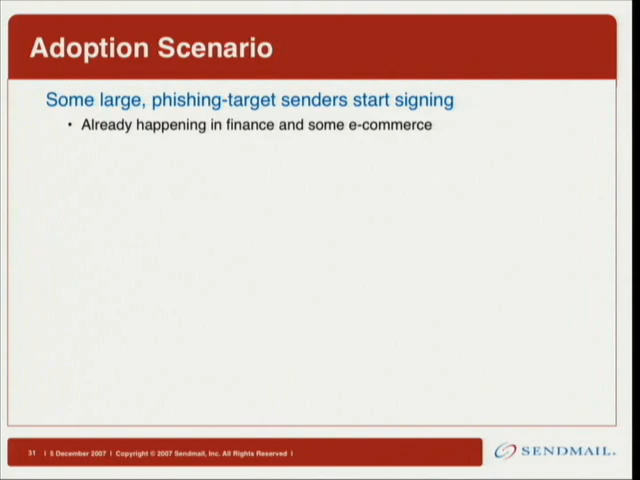 Adoption Scenario
Some large, phishing-target senders start signing
• Already happening in finance and some e-commerce
31 | 5 December 2007 | Copyright © 2007 Sendmail, Inc. All Rights Reserved |
SENDMAIL.